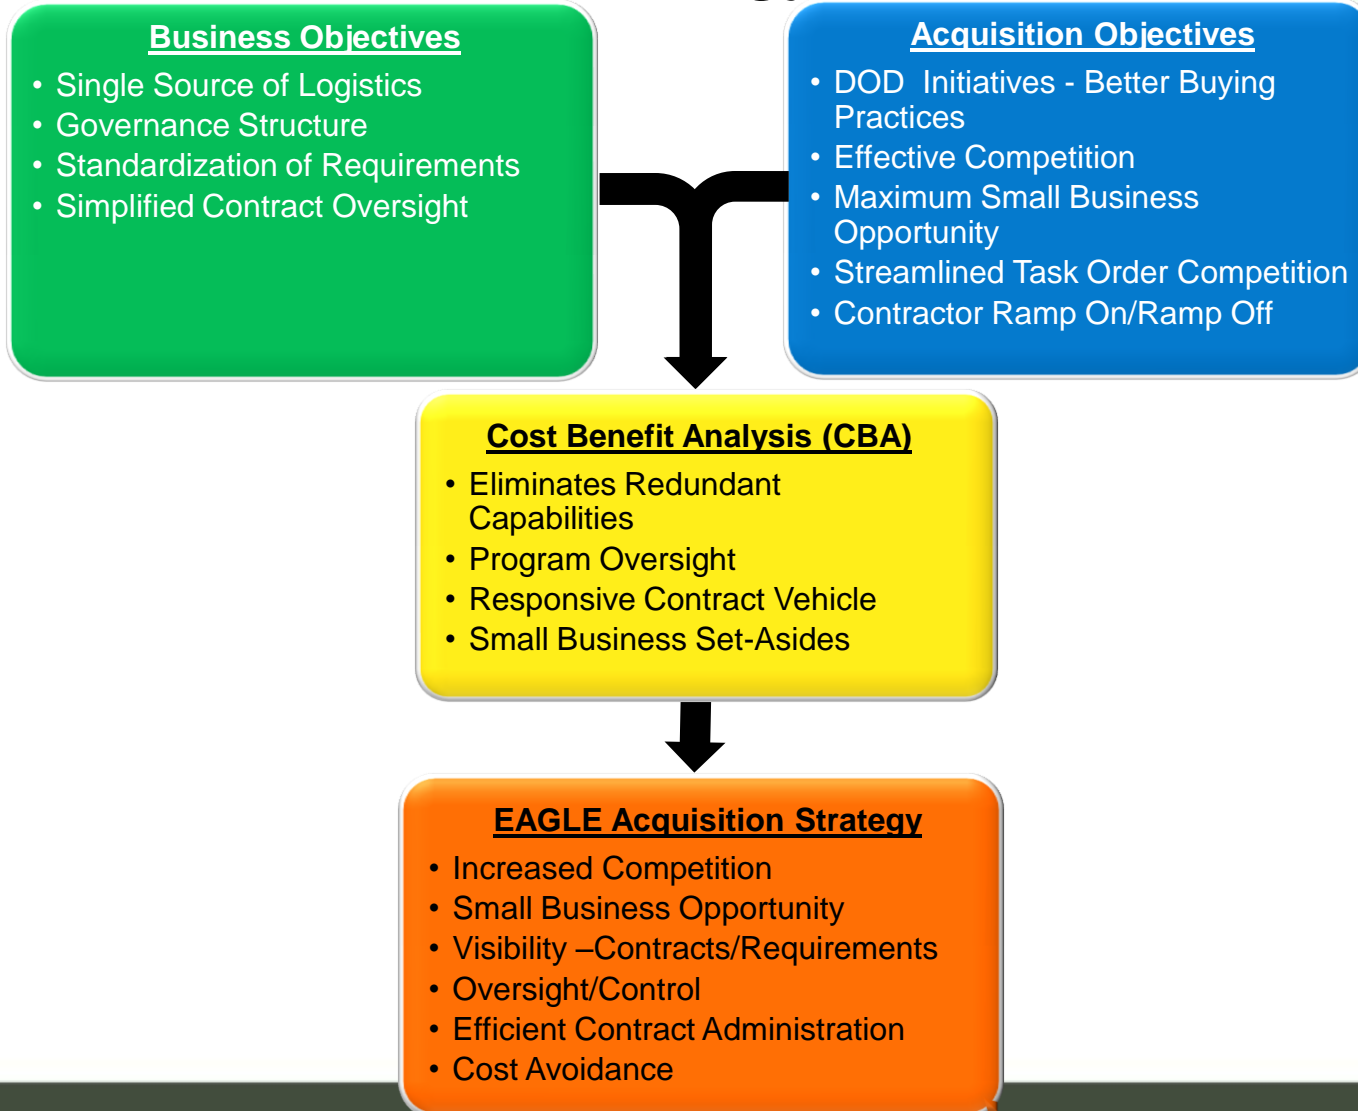 Business Objectives
• Single Source of Logistics
• Governance Structure
• Standardization of Requirements
• Simplified Contract Oversight
Acquisition Objectives
• DOD  Initiatives - Better Buying
Practices
• Effective Competition
• Maximum Small Business
Opportunity
• Streamlined Task Order Competition
• Contractor Ramp On/Ramp Off
Cost Benefit Analysis (CBA)
• Eliminates Redundant
Capabilities
• Program Oversight
• Responsive Contract Vehicle
• Small Business Set-Asides
EAGLE Acquisition Strategy
• Increased Competition
• Small Business Opportunity
• Visibility –Contracts/Requirements
• Oversight/Control
• Efficient Contract Administration
• Cost Avoidance